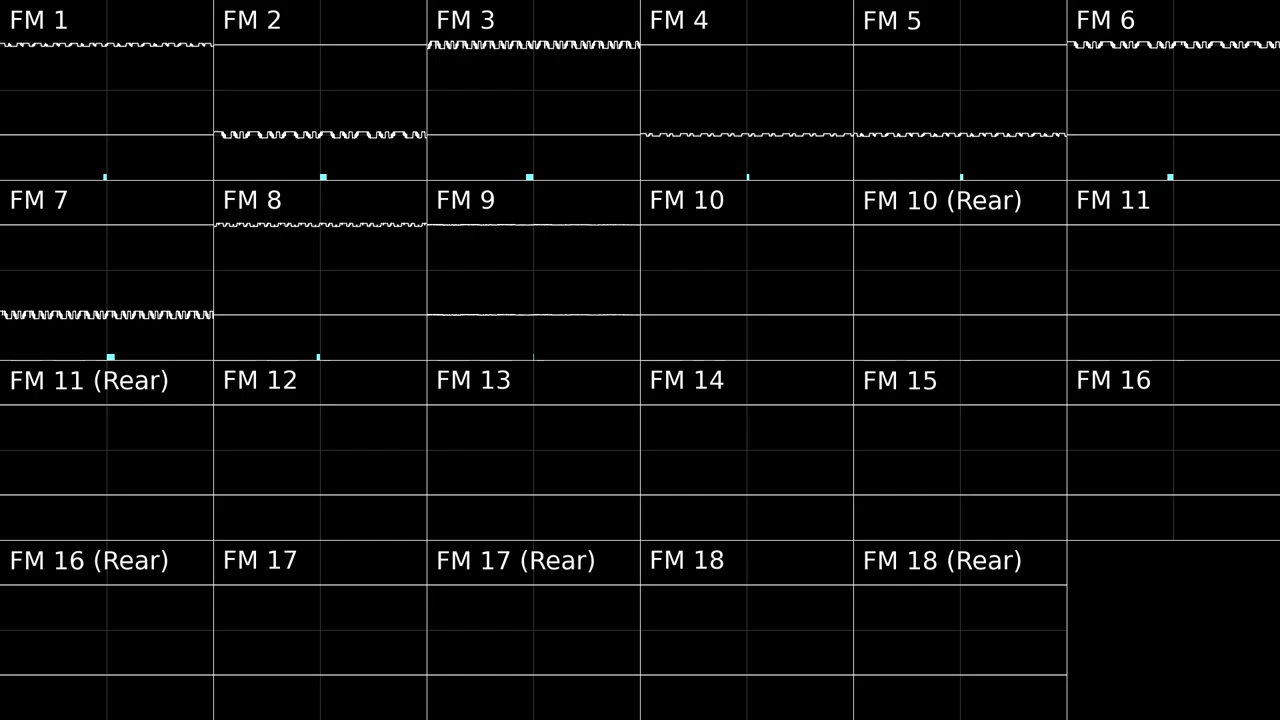 FM 1
FM 2
FM 3
FM 4
FM 5
FM 6
FM 7
FM 8
FM 9
FM 10
FM 10 (Rear)
FM 11
FM 11 (Rear)
FM 12
FM 13
FM 14
FM 15
FM 16
FM 16 (Rear)
FM 17
FM 17 (Rear)
FM 18
FM 18 (Rear)